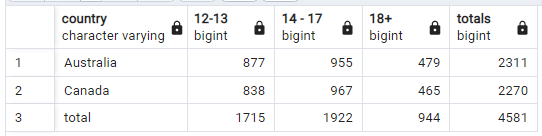 country 12-13 14 - 17 18+ totals
character varying bigint bigint bigint bigint
1 Australia 877 955 479 2311
2 Canada 838 967 465 2270
3 total 1715 1922 944 4581